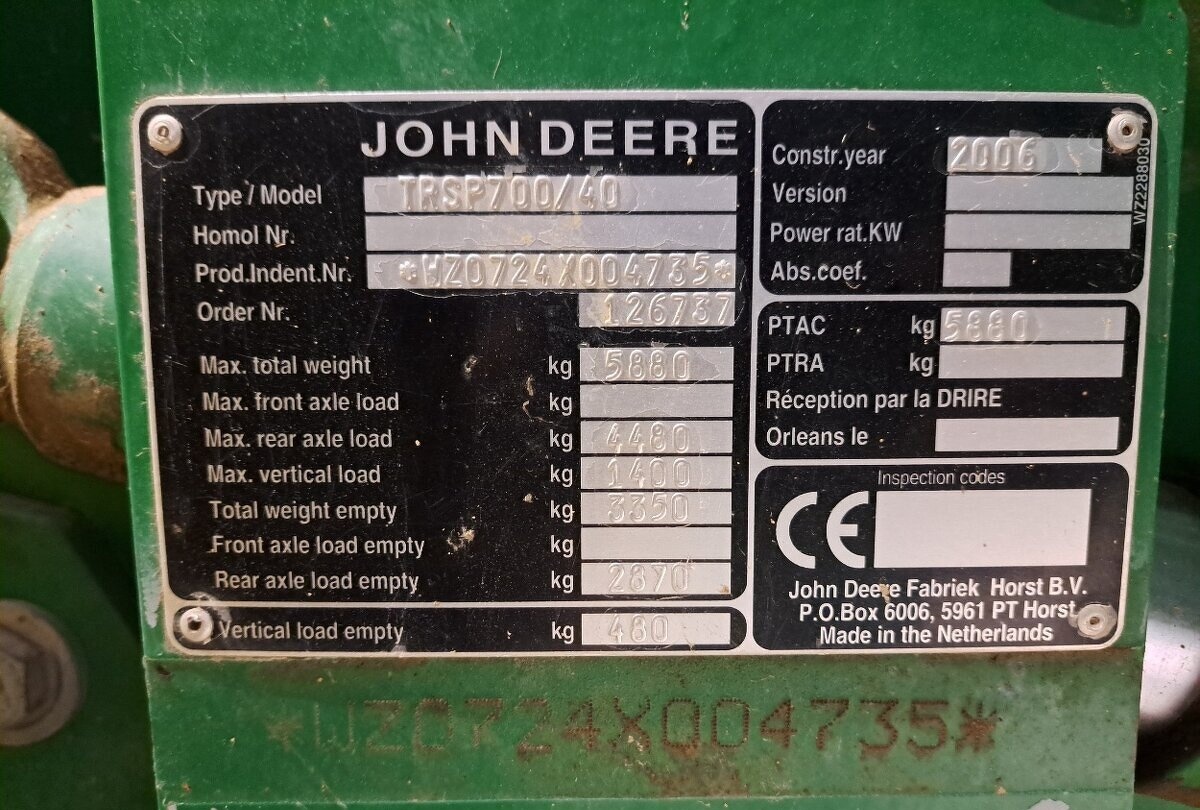 JOHN DEERE
Type / Model TRSP700/40
Homol Nr.
Prod.Indent.Nr. *WZ0724X004735*
Order Nr. 126737
Max. total weight kg 5880
Max. front axle load kg
Max. rear axle load kg 4480
Max. vertical load kg 1400
Total weight empty kg 3350
Front axle load empty kg
Rear axle load empty kg 2870
Vertical load empty kg 480
Constr.year 2006
Version
Power rat.KW
Abs.coef.
WZ22888030
PTAC kg 5880
PTRA kg
Réception par la DRIRE
Orleans le
Inspection codes
CE
John Deere Fabriek Horst B.V.
P.O.Box 6006, 5961 PT Horst
Made in the Netherlands
*WZ0724X004735*